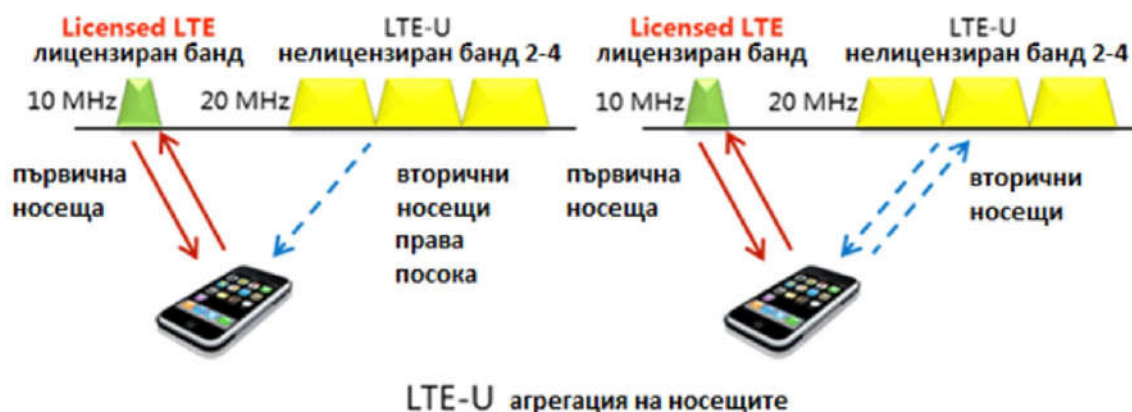 Licensed LTE
лицензиран банд
LTE-U
нелицензиран банд 2-4
10 MHz
20 MHz
първична
носеща
вторични
носещи
права
посока
Licensed LTE
лицензиран банд
LTE-U
нелицензиран банд 2-4
10 MHz
20 MHz
първична
носеща
вторични
носещи
LTE-U агрегация на носещите